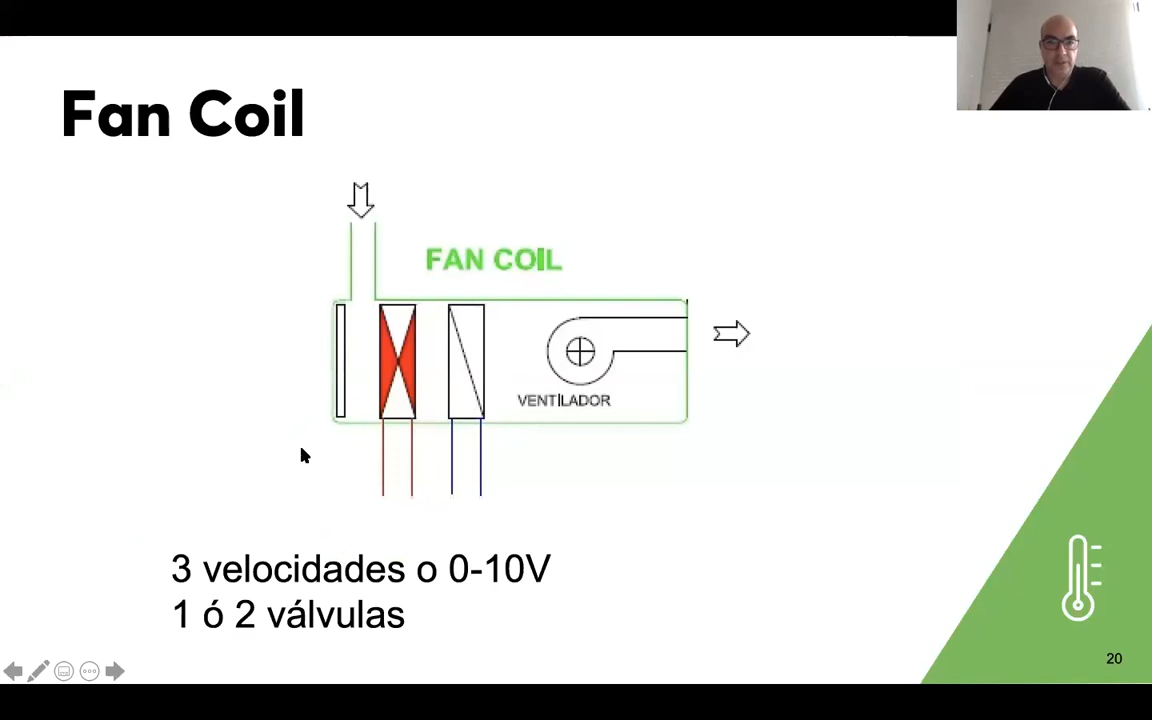 Fan Coil
FAN COIL
VENTILADOR
3 velocidades o 0-10V
1 ó 2 válvulas
20